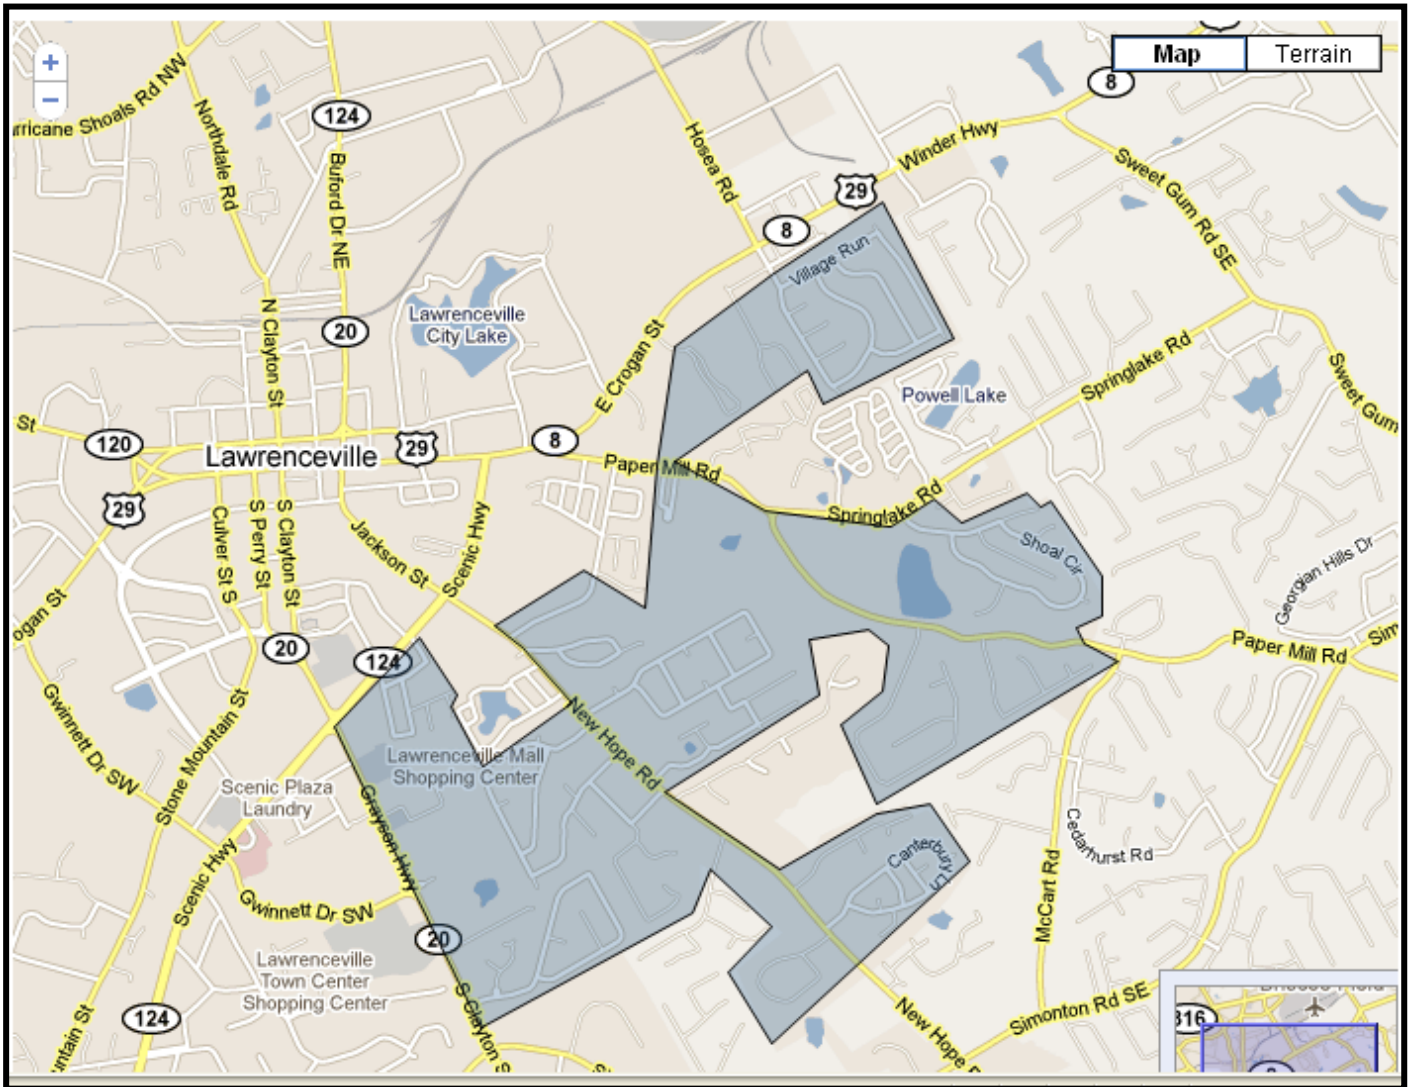 +
−
Map
Terrain
8
Hurricane Shoals Rd NW
Northdale Rd
124
Buford Dr NE
Hosea Rd
Winder Hwy
Sweet Gum Rd SE
29
8
Village Run
N Clayton St
20
Lawrenceville
City Lake
E Crogan St
Springlake Rd
Sweet Gum
Powell Lake
St
120
Lawrenceville
29
8
Paper Mill Rd
29
Culver St S
S Perry St
S Clayton St
Jackson St
Scenic Hwy
Springlake Rd
Shoal Cir
Georgian Hills Dr
ogan St
20
124
Paper Mill Rd
Sim
Gwinnett Dr SW
Stone Mountain St
New Hope Rd
Lawrenceville Mall
Shopping Center
Scenic Plaza
Laundry
Grayson Hwy
Cedarhurst Rd
Canterbury Ln
McCart Rd
Scenic Hwy
Gwinnett Dr SW
20
Lawrenceville
Town Center
Shopping Center
S Clayton St
New Hope R
Simonton Rd SE
124
untain St
316
8